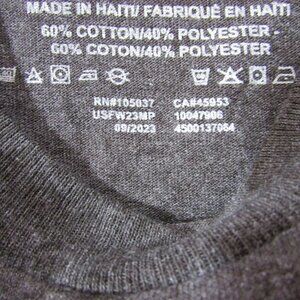 MADE IN HAITI/ FABRIQUÉ EN HAÏTI
60% COTTON/40% POLYESTER -
60% COTON/40% POLYESTER
RN#105037 CA#45953
USFW23MP 10047906
09/2023 4500137064